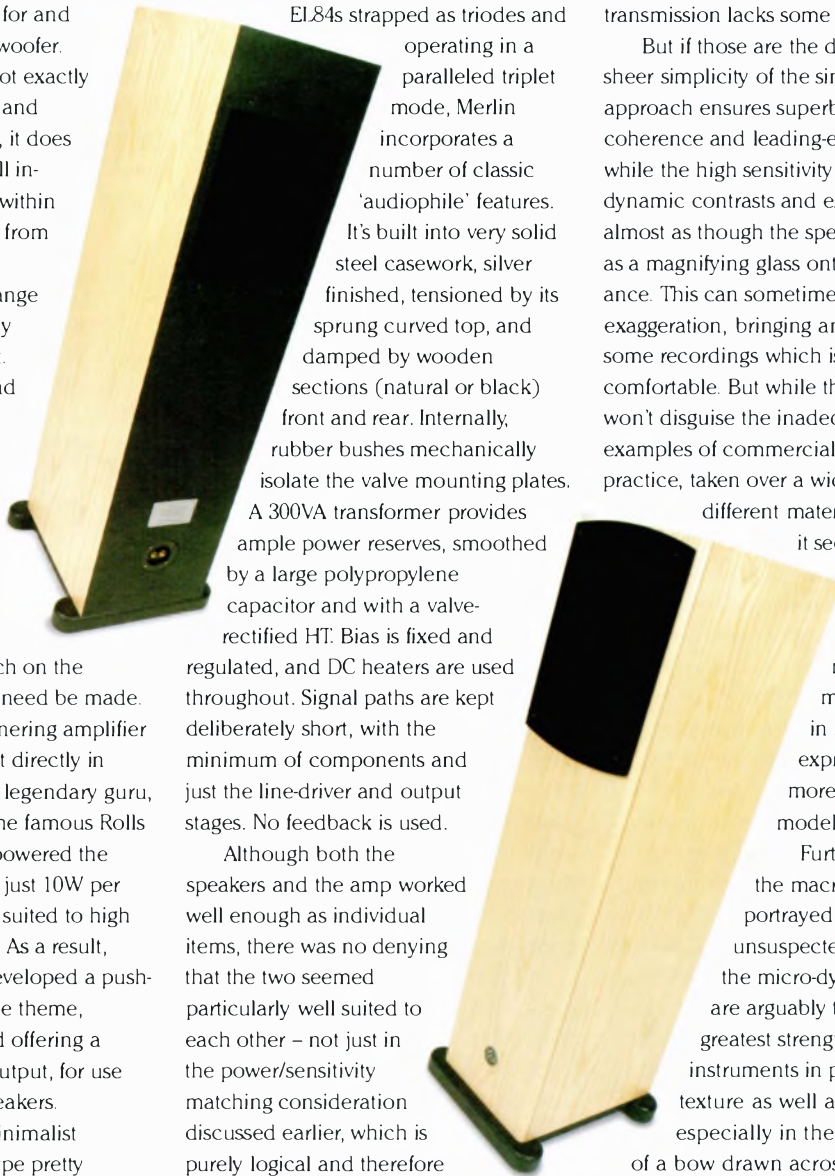 for and
woofer.
ot exactly
and
, it does
ll in-
within
from
ange
y
.
d
ch on the
need be made.
nering amplifier
t directly in
legendary guru,
ne famous Rolls
powered the
just 10W per
suited to high
As a result,
eveloped a push-
e theme,
d offering a
utput, for use
eakers.
inimalist
pe pretty
EL84s strapped as triodes and
operating in a
paralleled triplet
mode, Merlin
incorporates a
number of classic
‘audiophile’ features.
It’s built into very solid
steel casework, silver
finished, tensioned by its
sprung curved top, and
damped by wooden
sections (natural or black)
front and rear. Internally,
rubber bushes mechanically
isolate the valve mounting plates.
A 300VA transformer provides
ample power reserves, smoothed
by a large polypropylene
capacitor and with a valve-
rectified HT. Bias is fixed and
regulated, and DC heaters are used
throughout. Signal paths are kept
deliberately short, with the
minimum of components and
just the line-driver and output
stages. No feedback is used.
Although both the
speakers and the amp worked
well enough as individual
items, there was no denying
that the two seemed
particularly well suited to
each other – not just in
the power/sensitivity
matching consideration
discussed earlier, which is
purely logical and therefore
transmission lacks some
But if those are the d
sheer simplicity of the sin
approach ensures superb
coherence and leading-e
while the high sensitivity
dynamic contrasts and e
almost as though the spe
as a magnifying glass ont
ance. This can sometime
exaggeration, bringing an
some recordings which is
comfortable. But while th
won’t disguise the inadec
examples of commercial
practice, taken over a wid
different mater
it see
m
in
expr
more
model
Furt
the macr
portrayed
unsuspecte
the micro-dy
are arguably t
greatest streng
instruments in p
texture as well a
especially in the
of a bow drawn acros